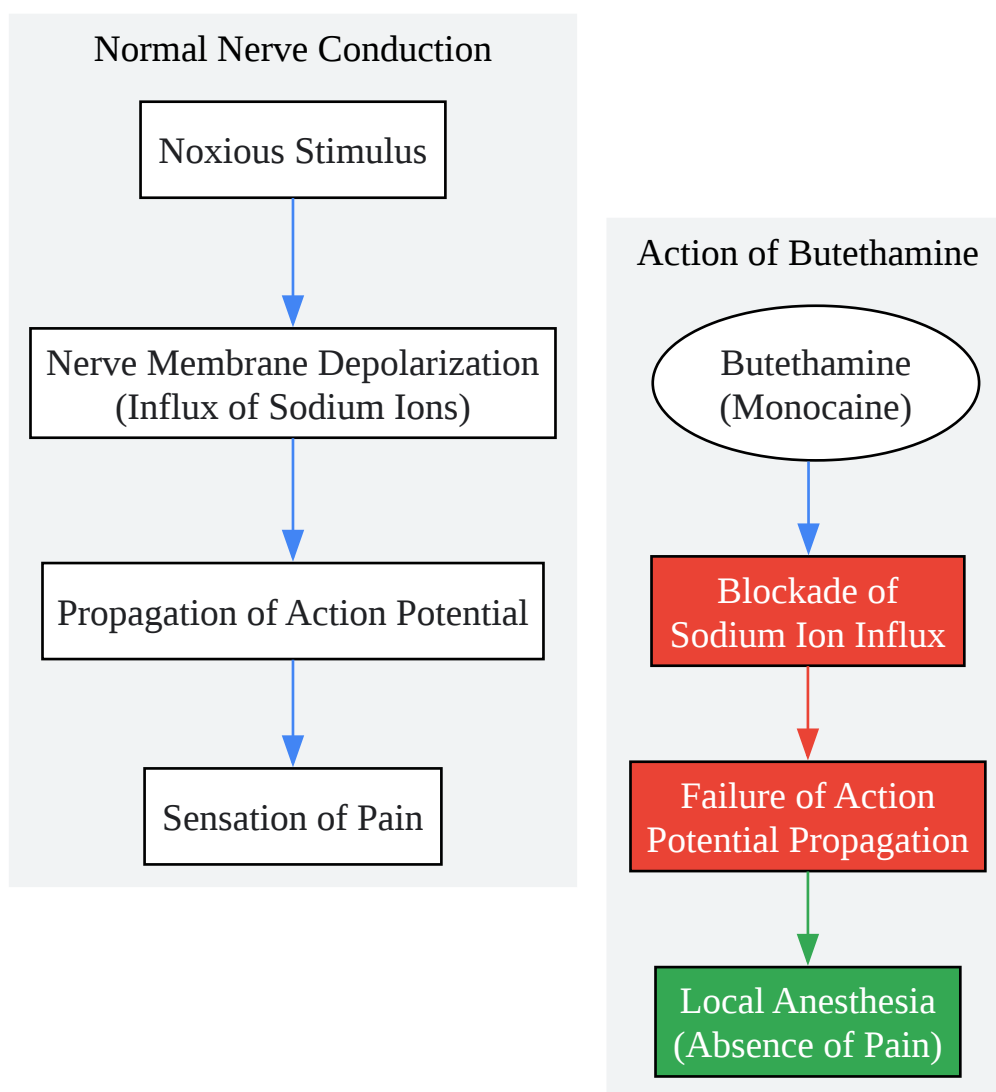 Normal Nerve Conduction
Noxious Stimulus
Nerve Membrane Depolarization
(Influx of Sodium Ions)
Propagation of Action Potential
Sensation of Pain
Action of Butethamine
Butethamine
(Monocaine)
Blockade of
Sodium Ion Influx
Failure of Action
Potential Propagation
Local Anesthesia
(Absence of Pain)